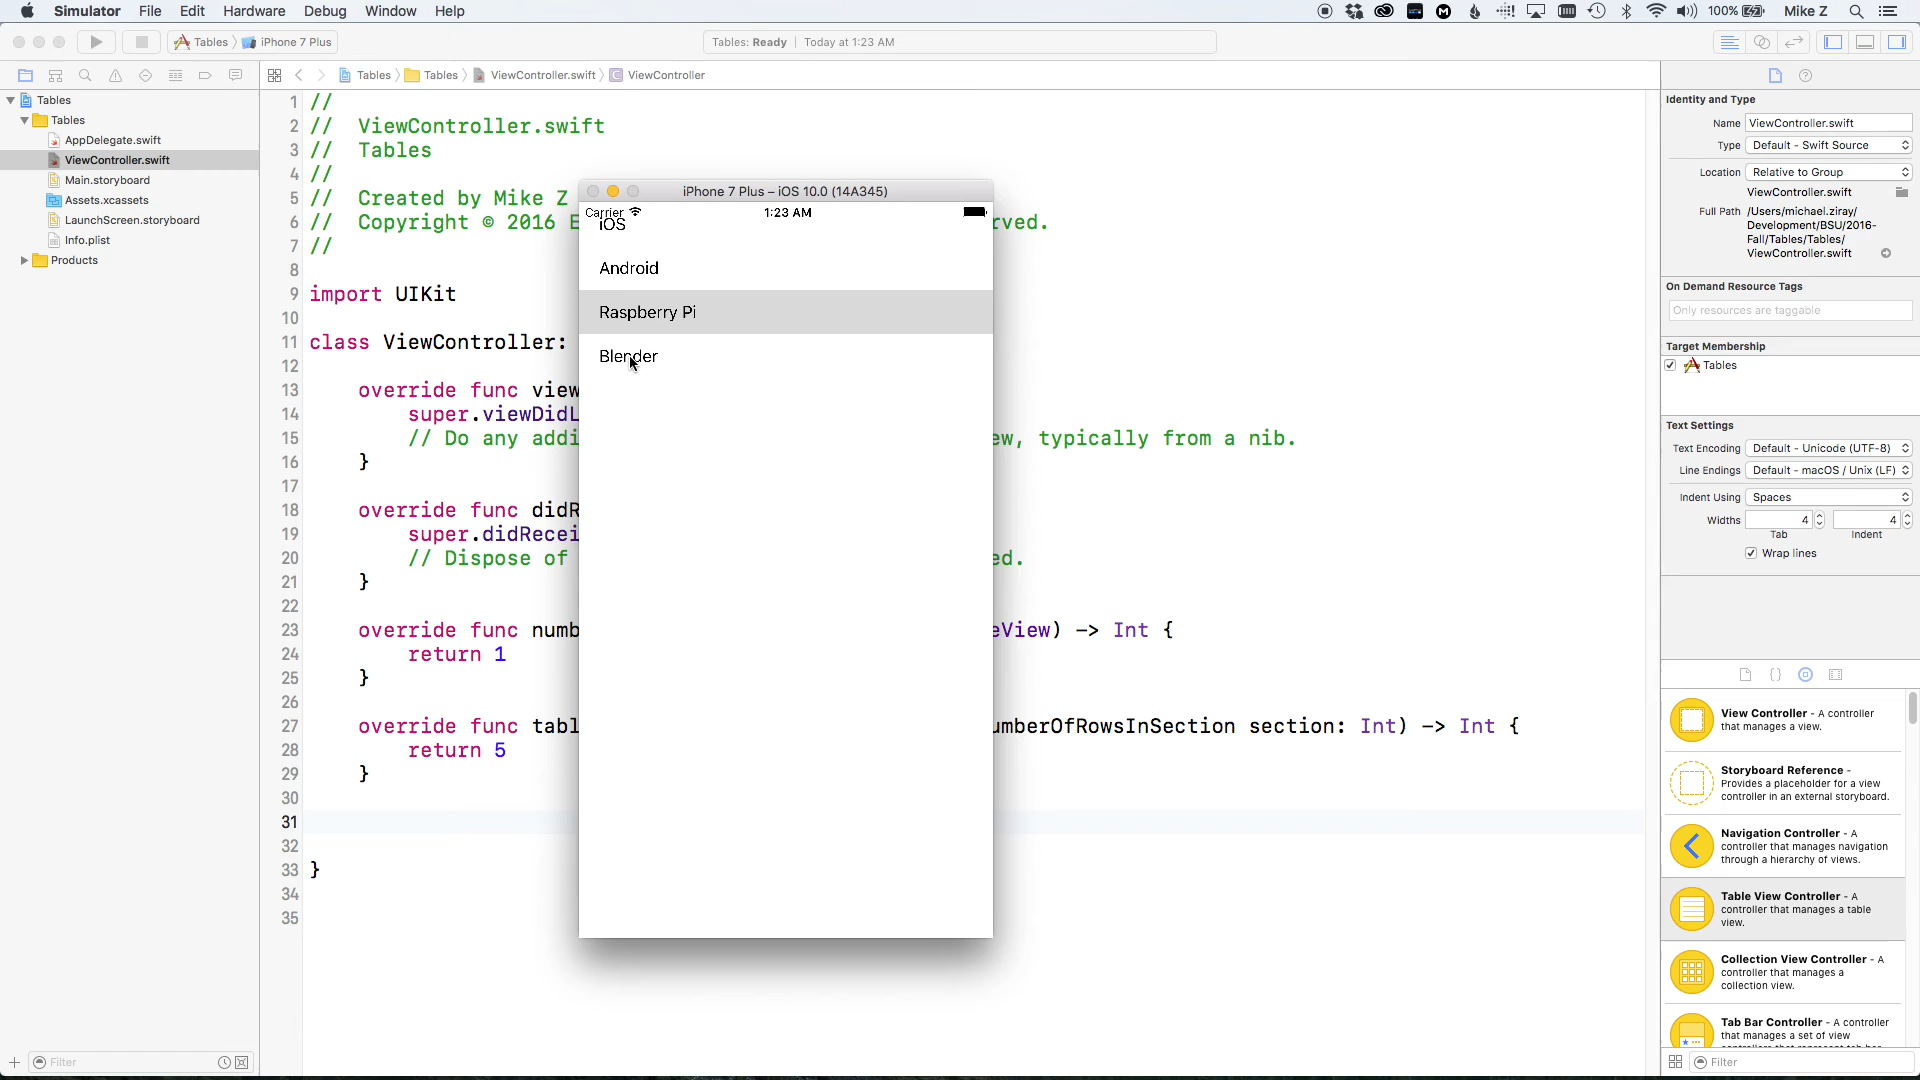 Simulator File Edit Hardware Debug Window Help 100% Mike Z
Tables iPhone 7 Plus Tables: Ready Today at 1:23 AM
Tables Tables ViewController.swift ViewController
Tables
Tables
AppDelegate.swift
ViewController.swift
Main.storyboard
Assets.xcassets
LaunchScreen.storyboard
Info.plist
Products
Filter
1 //
2 // ViewController.swift
3 // Tables
4 //
5 // Created by Mike Z
6 // Copyright © 2016 E rved.
7 //
8
9 import UIKit
10
11 class ViewController:
12
13 override func view
14 super.viewDidL
15 // Do any addi ew, typically from a nib.
16 }
17
18 override func didR
19 super.didRecei
20 // Dispose of ed.
21 }
22
23 override func numb eView) -> Int {
24 return 1
25 }
26
27 override func tabl umberOfRowsInSection section: Int) -> Int {
28 return 5
29 }
30
31
32
33 }
34
35
iPhone 7 Plus – iOS 10.0 (14A345)
Carrier 1:23 AM
iOS
Android
Raspberry Pi
Blender
Identity and Type
Name ViewController.swift
Type Default - Swift Source
Location Relative to Group
ViewController.swift
Full Path /Users/michael.ziray/
Development/BSU/2016-
Fall/Tables/Tables/
ViewController.swift
On Demand Resource Tags
Only resources are taggable
Target Membership
Tables
Text Settings
Text Encoding Default - Unicode (UTF-8)
Line Endings Default - macOS / Unix (LF)
Indent Using Spaces
Widths 4 4
Tab Indent
Wrap lines
View Controller - A controller
that manages a view.
Storyboard Reference -
Provides a placeholder for a view
controller in an external storyboard.
Navigation Controller - A
controller that manages navigation
through a hierarchy of views.
Table View Controller - A
controller that manages a table
view.
Collection View Controller - A
controller that manages a
collection view.
Tab Bar Controller - A controller
that manages a set of view
Filter